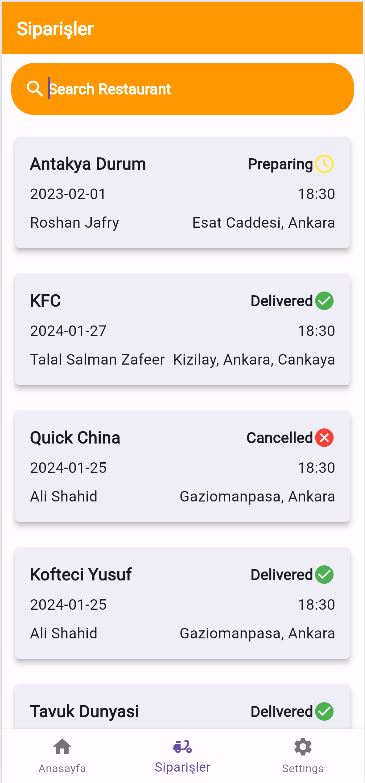 Siparişler
Search Restaurant
Antakya Durum Preparing
2023-02-01 18:30
Roshan Jafry Esat Caddesi, Ankara
KFC Delivered
2024-01-27 18:30
Talal Salman Zafeer Kizilay, Ankara, Cankaya
Quick China Cancelled
2024-01-25 18:30
Ali Shahid Gaziomanpasa, Ankara
Kofteci Yusuf Delivered
2024-01-25 18:30
Ali Shahid Gaziomanpasa, Ankara
Tavuk Dunyasi Delivered
Anasayfa Siparişler Settings